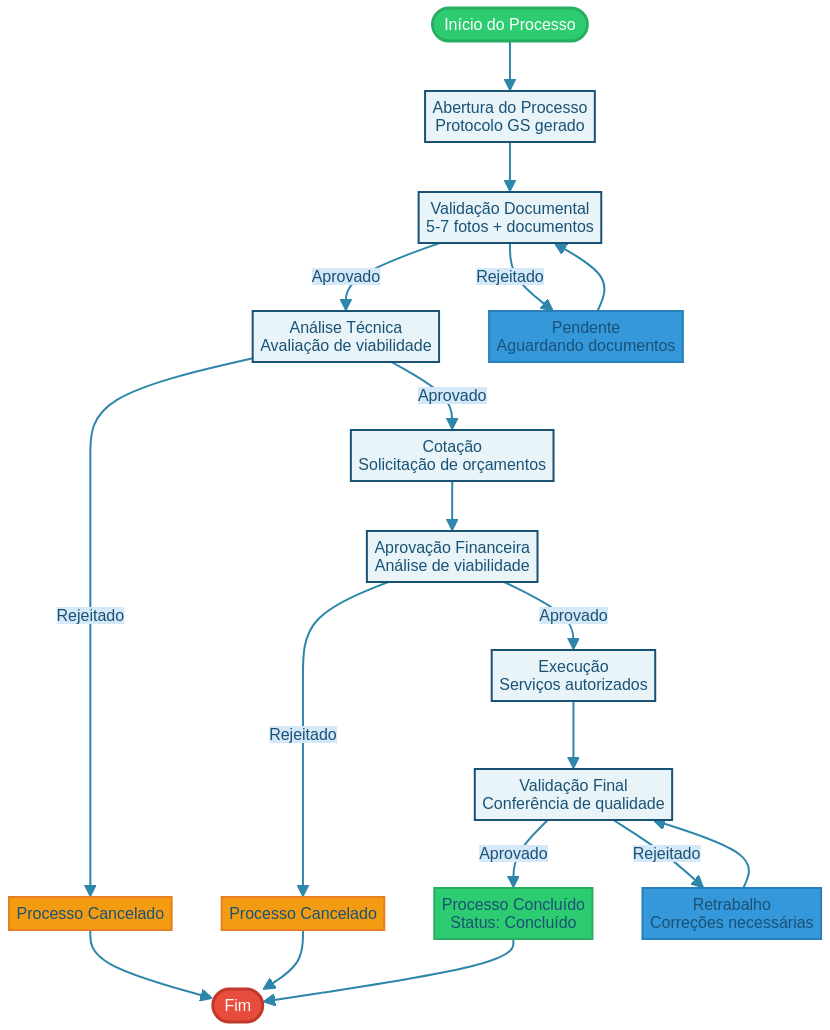 Início do Processo
Abertura do Processo
Protocolo GS gerado
Validação Documental
5-7 fotos + documentos
Aprovado
Rejeitado
Análise Técnica
Avaliação de viabilidade
Pendente
Aguardando documentos
Aprovado
Cotação
Solicitação de orçamentos
Aprovação Financeira
Análise de viabilidade
Rejeitado
Aprovado
Execução
Serviços autorizados
Rejeitado
Validação Final
Conferência de qualidade
Aprovado
Rejeitado
Processo Cancelado
Processo Cancelado
Processo Concluído
Status: Concluído
Retrabalho
Correções necessárias
Fim